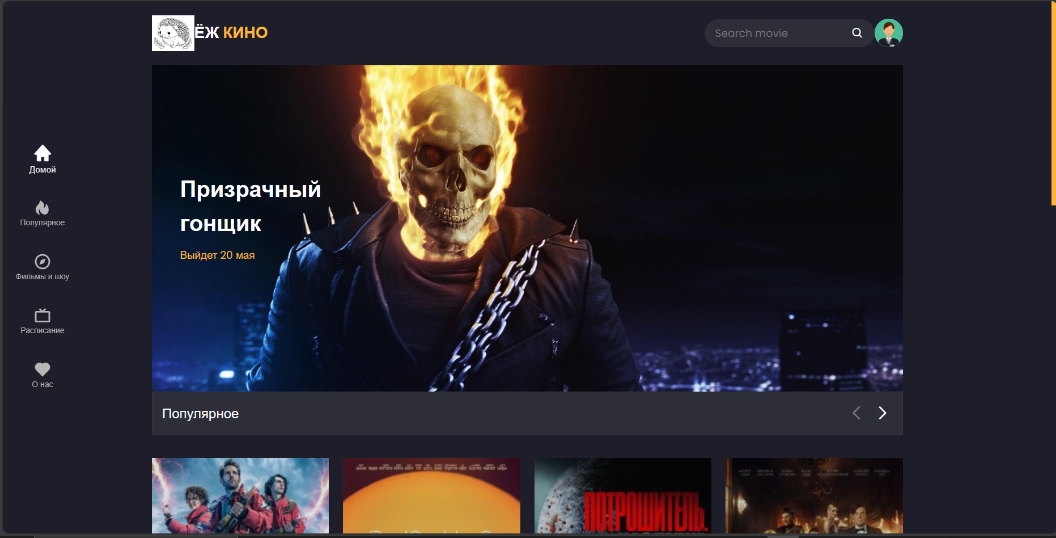 ЁЖ КИНО
Search movie
Домой
Популярное
Фильмы и шоу
Расписание
О нас
Призрачный
гонщик
Выйдет 20 мая
Популярное
ПОТРОШИТЕЛЬ.